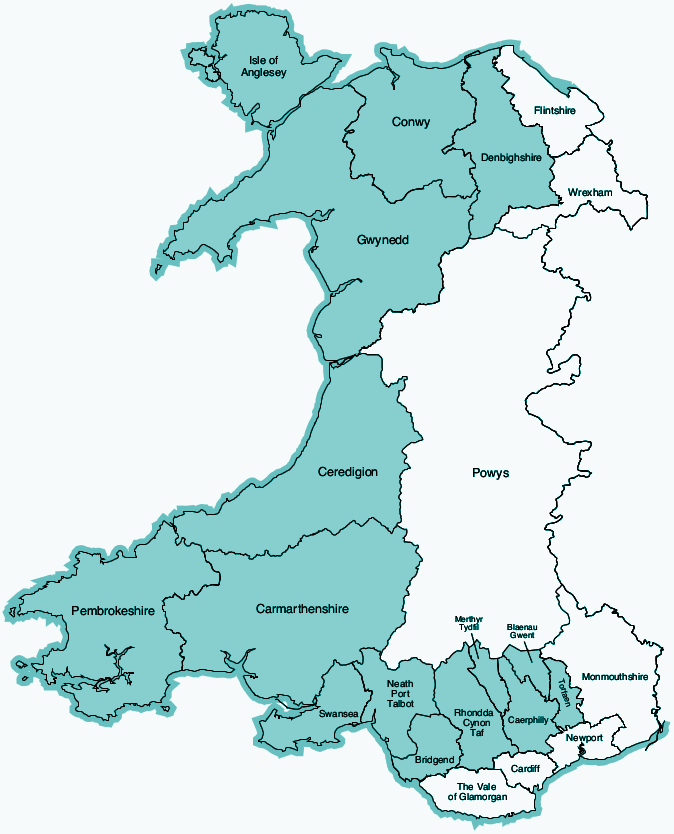 Isle of
Anglesey
Flintshire
Conwy
Denbighshire
Wrexham
Gwynedd
Ceredigion
Powys
Pembrokeshire
Carmarthenshire
Merthyr
Tydfil
Blaenau
Gwent
Monmouthshire
Neath
Port
Talbot
Torfaen
Swansea
Rhondda
Cynon
Taf
Caerphilly
Newport
Bridgend
Cardiff
The Vale
of Glamorgan